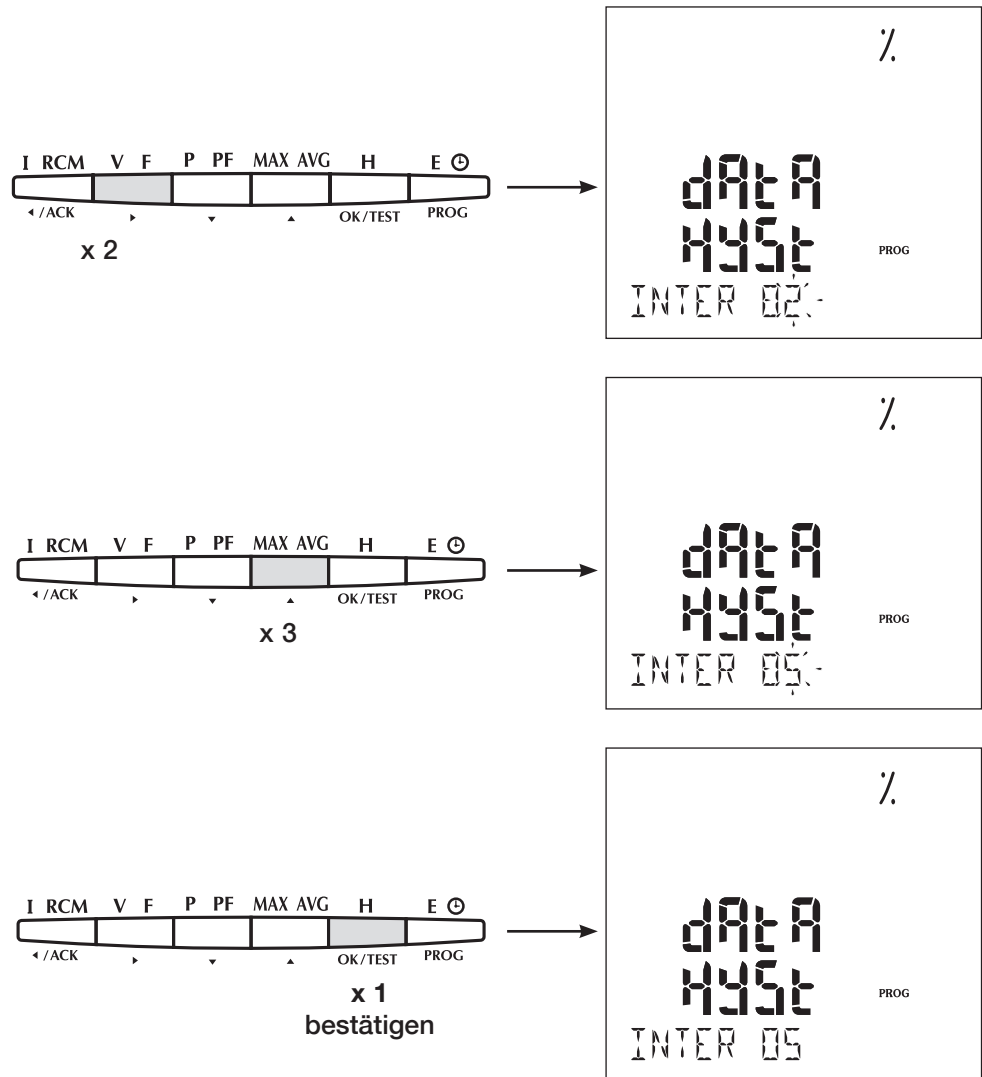 %
I RCM V F P PF MAX AVG H E
/ACK OK/TEST PROG
x 2
dAtA
HYSt
PROG
INTER 02
%
I RCM V F P PF MAX AVG H E
/ACK OK/TEST PROG
x 3
dAtA
HYSt
PROG
INTER 05
%
I RCM V F P PF MAX AVG H E
/ACK OK/TEST PROG
x 1
bestätigen
dAtA
HYSt
PROG
INTER 05